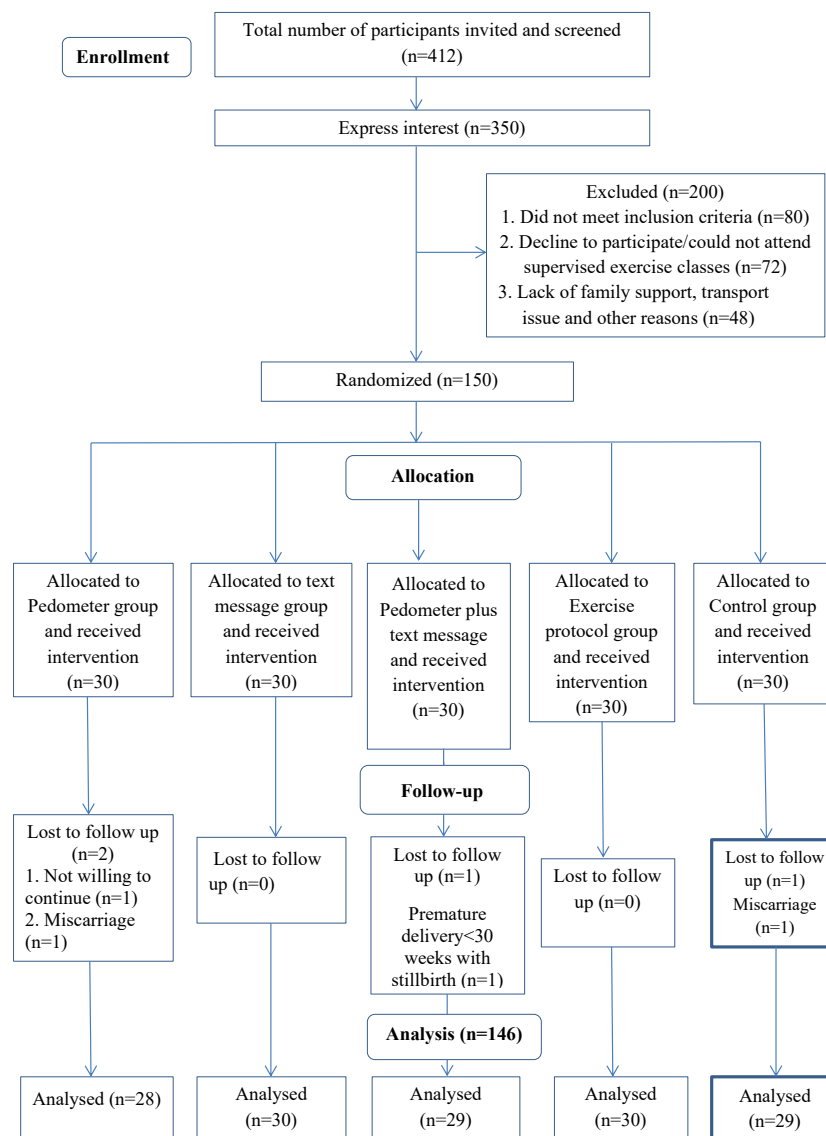 Total number of participants invited and screened
(n=412)
Enrollment
Express interest (n=350)
Excluded (n=200)
1. Did not meet inclusion criteria (n=80)
2. Decline to participate/could not attend
supervised exercise classes (n=72)
3. Lack of family support, transport
issue and other reasons (n=48)
Randomized (n=150)
Allocation
Allocated to
Pedometer group
and received
intervention
(n=30)
Allocated to text
message group
and received
intervention
(n=30)
Allocated to
Pedometer plus
text message
and received
intervention
(n=30)
Allocated to
Exercise
protocol group
and received
intervention
(n=30)
Allocated to
Control group
and received
intervention
(n=30)
Follow-up
Lost to follow up
(n=2)
1. Not willing to
continue (n=1)
2. Miscarriage
(n=1)
Lost to follow
up (n=0)
Lost to follow
up (n=1)
Premature
delivery<30
weeks with
stillbirth (n=1)
Lost to follow
up (n=0)
Lost to follow
up (n=1)
Miscarriage
(n=1)
Analysis (n=146)
Analysed (n=28)
Analysed
(n=30)
Analysed
(n=29)
Analysed
(n=30)
Analysed
(n=29)